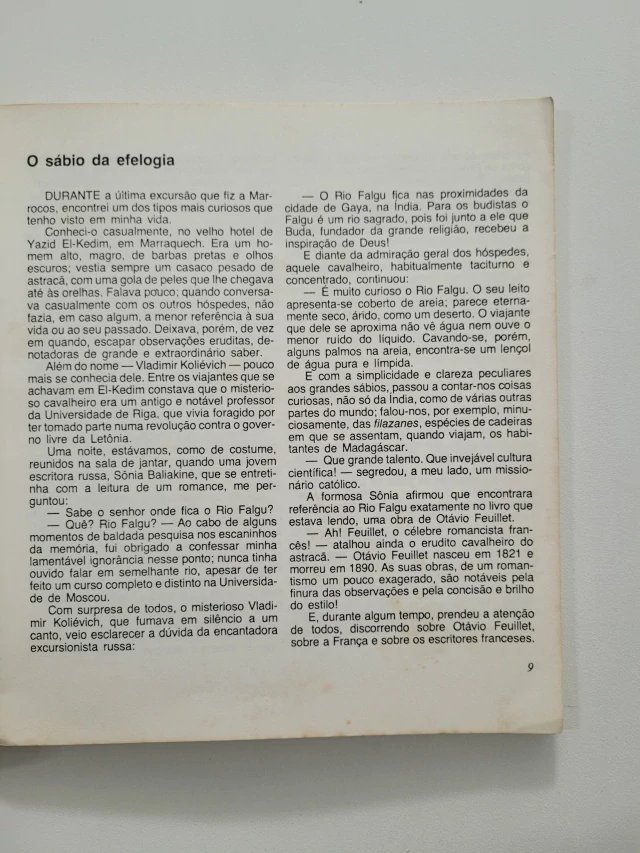 O sábio da efelogia
DURANTE a última excursão que fiz a Mar-
rocos, encontrei um dos tipos mais curiosos que
tenho visto em minha vida.
Conheci-o casualmente, no velho hotel de
Yazid El-Kedim, em Marraquech. Era um ho-
mem alto, magro, de barbas pretas e olhos
escuros; vestia sempre um casaco pesado de
astracã, com uma gola de peles que lhe chegava
até às orelhas. Falava pouco; quando conversa-
va casualmente com os outros hóspedes, não
fazia, em caso algum, a menor referência à sua
vida ou ao seu passado. Deixava, porém, de vez
em quando, escapar observações eruditas, de-
notadoras de grande e extraordinário saber.
Além do nome — Vladimir Koliévich — pouco
mais se conhecia dele. Entre os viajantes que se
achavam em El-Kedim constava que o misterio-
so cavalheiro era um antigo e notável professor
da Universidade de Riga, que vivia foragido por
ter tomado parte numa revolução contra o gover-
no livre da Letônia.
Uma noite, estávamos, como de costume,
reunidos na sala de jantar, quando uma jovem
escritora russa, Sônia Baliakine, que se entreti-
nha com a leitura de um romance, me per-
guntou:
— Sabe o senhor onde fica o Rio Falgu?
— Quê? Rio Falgu? — Ao cabo de alguns
momentos de baldada pesquisa nos escaninhos
da memória, fui obrigado a confessar minha
lamentável ignorância nesse ponto; nunca tinha
ouvido falar em semelhante rio, apesar de ter
feito um curso completo e distinto na Universida-
de de Moscou.
Com surpresa de todos, o misterioso Vladi-
mir Koliévich, que fumava em silêncio a um
canto, veio esclarecer a dúvida da encantadora
excursionista russa:
— O Rio Falgu fica nas proximidades da
cidade de Gaya, na Índia. Para os budistas o
Falgu é um rio sagrado, pois foi junto a ele que
Buda, fundador da grande religião, recebeu a
inspiração de Deus!
E diante da admiração geral dos hóspedes,
aquele cavalheiro, habitualmente taciturno e
concentrado, continuou:
— É muito curioso o Rio Falgu. O seu leito
apresenta-se coberto de areia; parece eterna-
mente seco, árido, como um deserto. O viajante
que dele se aproxima não vê água nem ouve o
menor ruído do líquido. Cavando-se, porém,
alguns palmos na areia, encontra-se um lençol
de água pura e límpida.
E com a simplicidade e clareza peculiares
aos grandes sábios, passou a contar-nos coisas
curiosas, não só da Índia, como de várias outras
partes do mundo; falou-nos, por exemplo, minu-
ciosamente, das filazanes, espécies de cadeiras
em que se assentam, quando viajam, os habi-
tantes de Madagáscar.
— Que grande talento. Que invejável cultura
científica! — segredou, a meu lado, um missio-
nário católico.
A formosa Sônia afirmou que encontrara
referência ao Rio Falgu exatamente no livro que
estava lendo, uma obra de Otávio Feuillet.
— Ah! Feuillet, o célebre romancista fran-
cês! — atalhou ainda o erudito cavalheiro do
astracã. — Otávio Feuillet nasceu em 1821 e
morreu em 1890. As suas obras, de um roman-
tismo um pouco exagerado, são notáveis pela
finura das observações e pela concisão e brilho
do estilo!
E, durante algum tempo, prendeu a atenção
de todos, discorrendo sobre Otávio Feuillet,
sobre a França e sobre os escritores franceses.
9